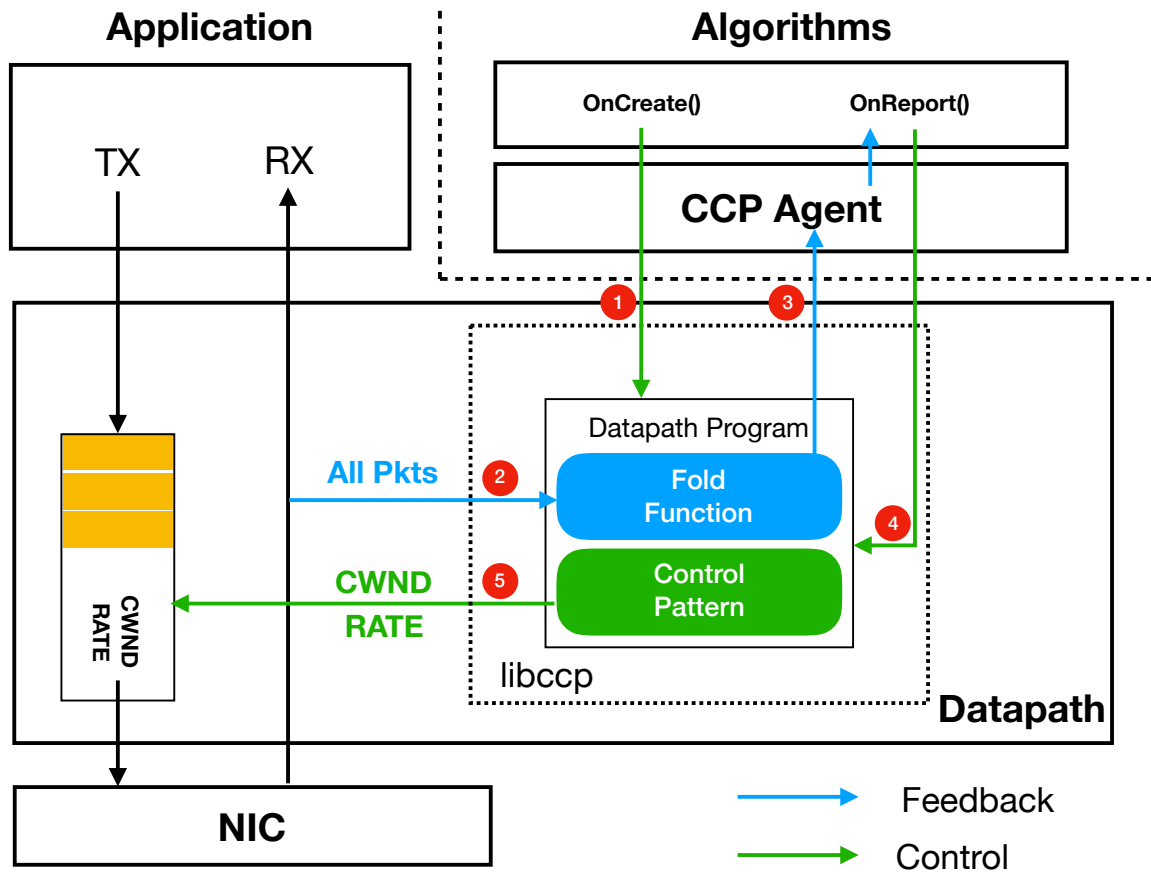 Application
Algorithms
OnCreate()
OnReport()
TX
RX
CCP Agent
1
3
Datapath Program
All Pkts
2
Fold
Function
4
CWND
RATE
5
Control
Pattern
CWND
RATE
libccp
Datapath
NIC
Feedback
Control